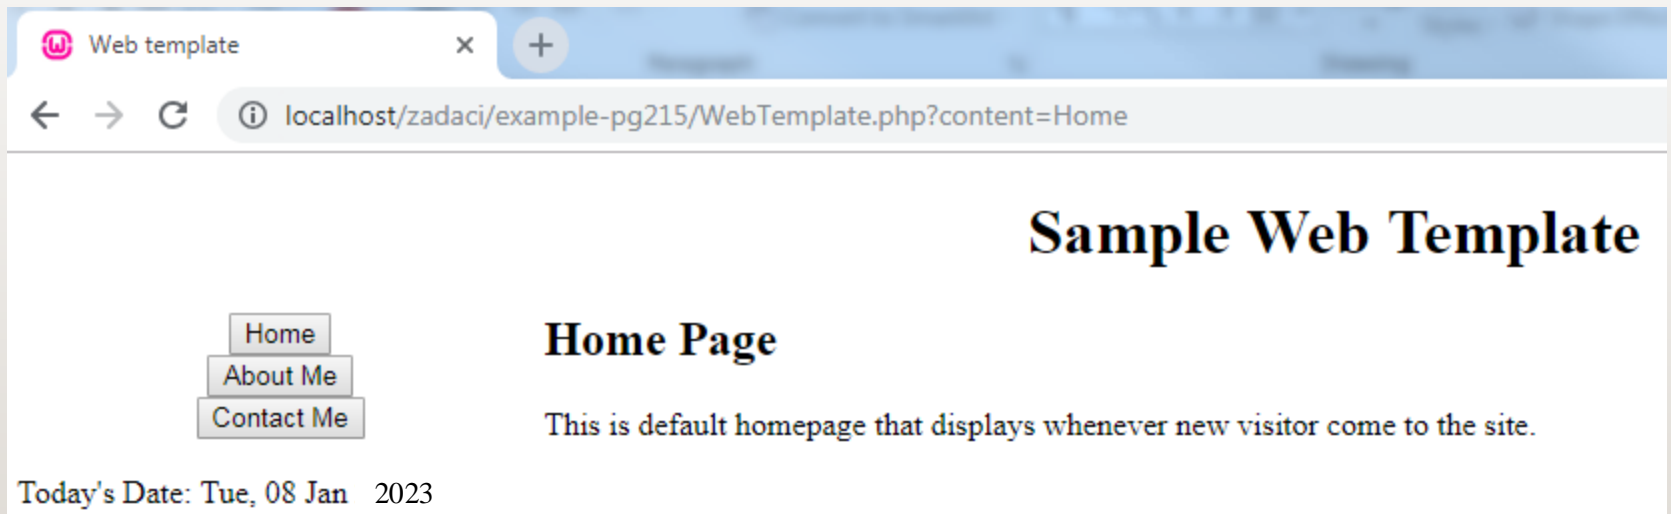 Web template
localhost/zadaci/example-pg215/WebTemplate.php?content=Home
Sample Web Template
Home
About Me
Contact Me
Home Page
This is default homepage that displays whenever new visitor come to the site.
Today's Date: Tue, 08 Jan 2023